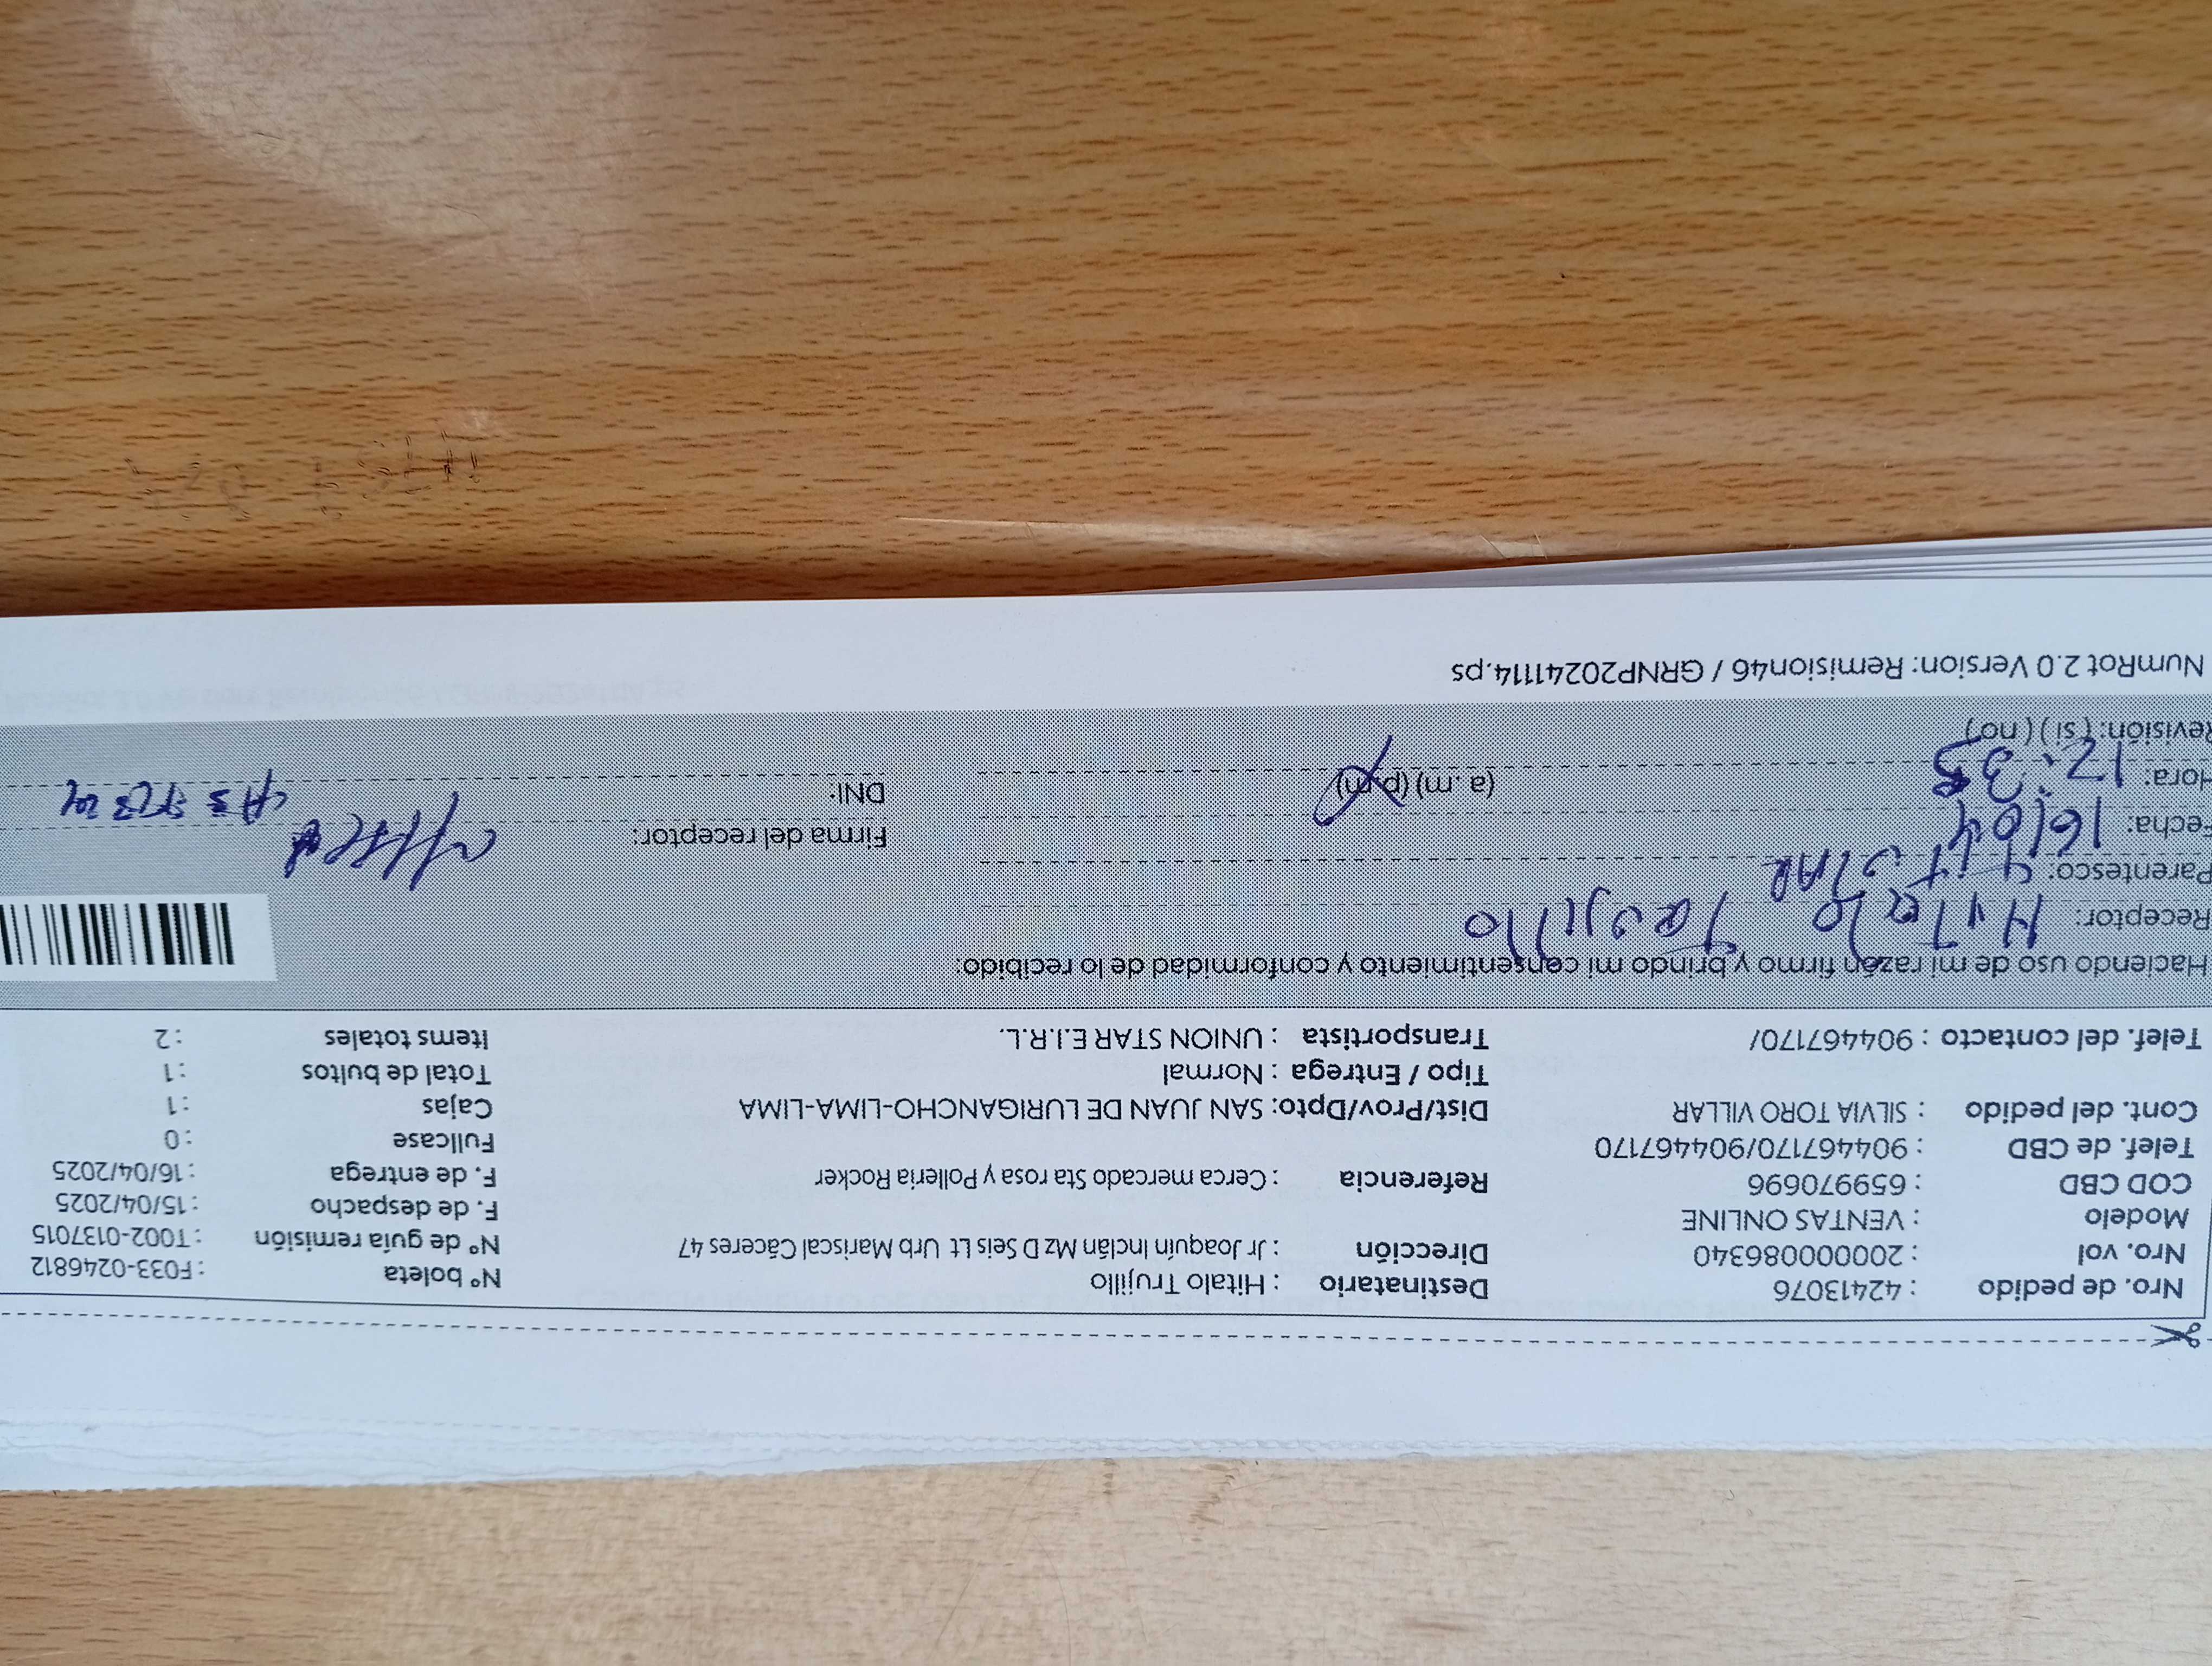 Nro. de pedido : 42413076 Destinatario : Hitalo Trujillo N° boleta : F033-0246812
Nro. vol : 20000086340 Dirección : Jr Joaquín Inclán Mz D Seis Lt Urb Mariscal Cáceres 47 N° de guía remisión : T002-0137015
Modelo : VENTAS ONLINE F. de despacho : 15/04/2025
COD CBD : 659970696 Referencia : Cerca mercado Sta rosa y Polleria Rocker F. de entrega : 16/04/2025
Telef. de CBD : 904467170/904467170 Fullcase : 0
Cont. del pedido : SILVIA TORO VILLAR Dist/Prov/Dpto: SAN JUAN DE LURIGANCHO-LIMA-LIMA Cajas : 1
Tipo / Entrega : Normal Total de bultos : 1
Telef. del contacto : 904467170/ Transportista : UNION STAR E.I.R.L. Items totales : 2
Haciendo uso de mi razón firmo y brindo mi consentimiento y conformidad de lo recibido:
Receptor: Hitalo Trujillo
Parentesco:
Fecha: 16/04 Firma del receptor:
Hora: 12:35 (a. m) (p. m) DNI:
Revisión: (si) (no)
NumRot 2.0 Version: Remision46 / GRNP20241114.ps